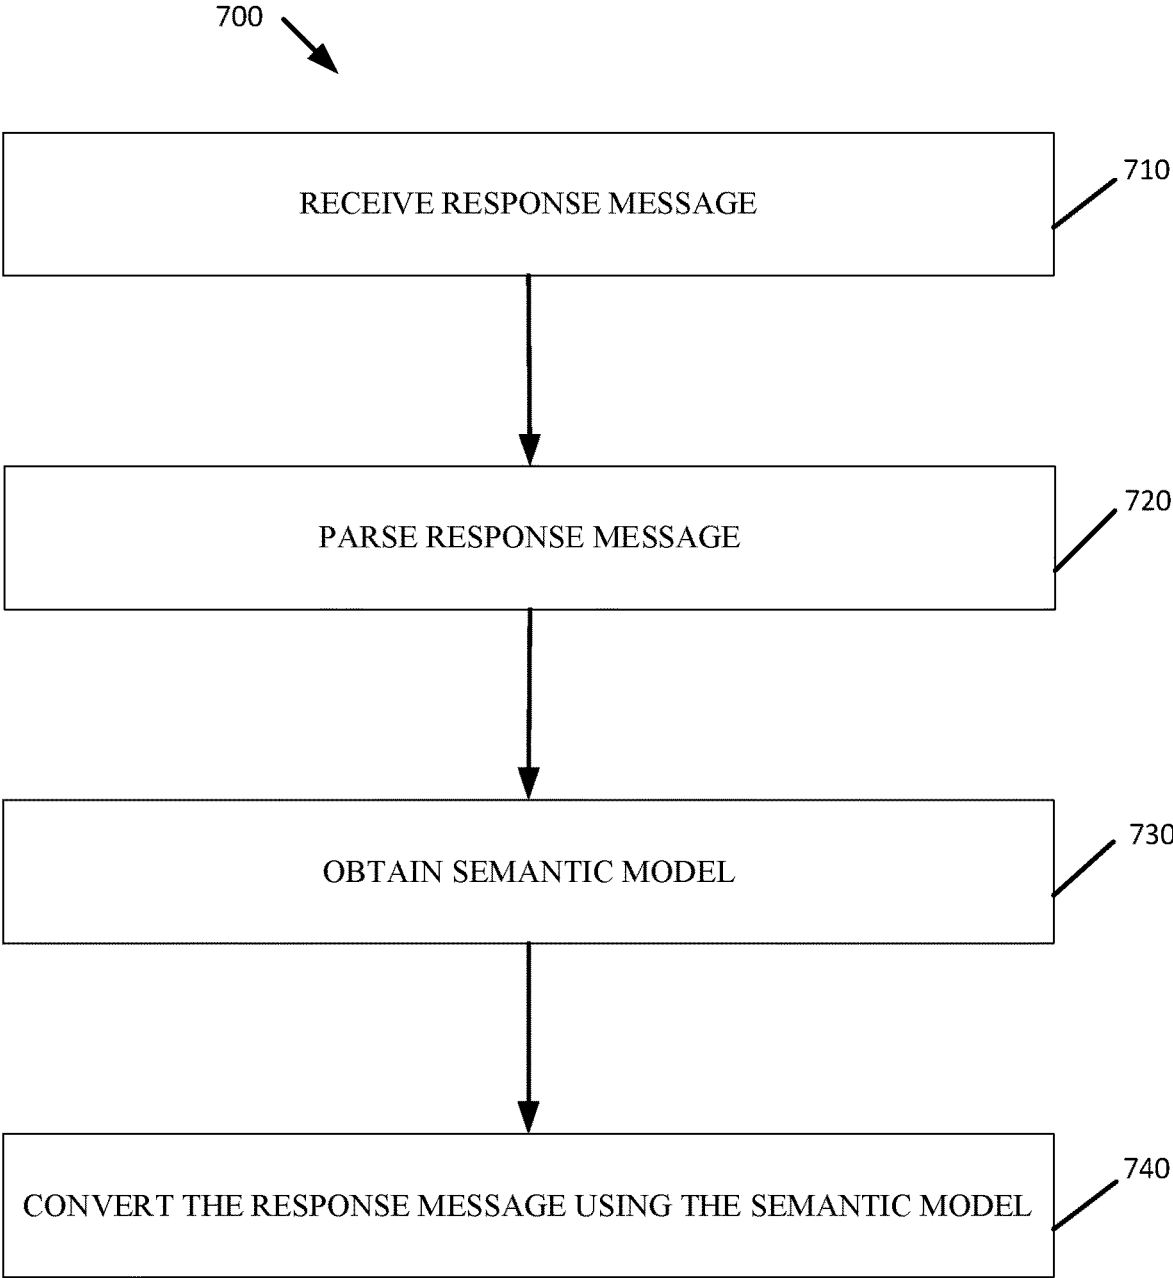 700
RECEIVE RESPONSE MESSAGE
710
PARSE RESPONSE MESSAGE
720
OBTAIN SEMANTIC MODEL
730
CONVERT THE RESPONSE MESSAGE USING THE SEMANTIC MODEL
740